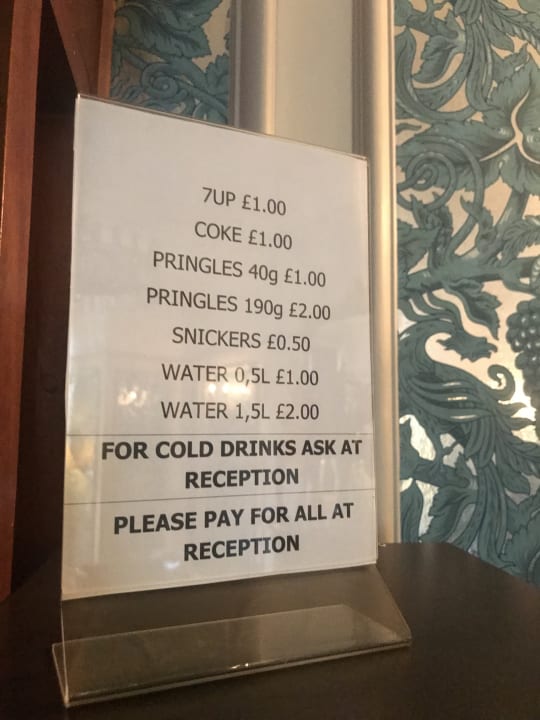 7UP £1.00
COKE £1.00
PRINGLES 40g £1.00
PRINGLES 190g £2.00
SNICKERS £0.50
WATER 0,5L £1.00
WATER 1,5L £2.00
FOR COLD DRINKS ASK AT
RECEPTION
PLEASE PAY FOR ALL AT
RECEPTION